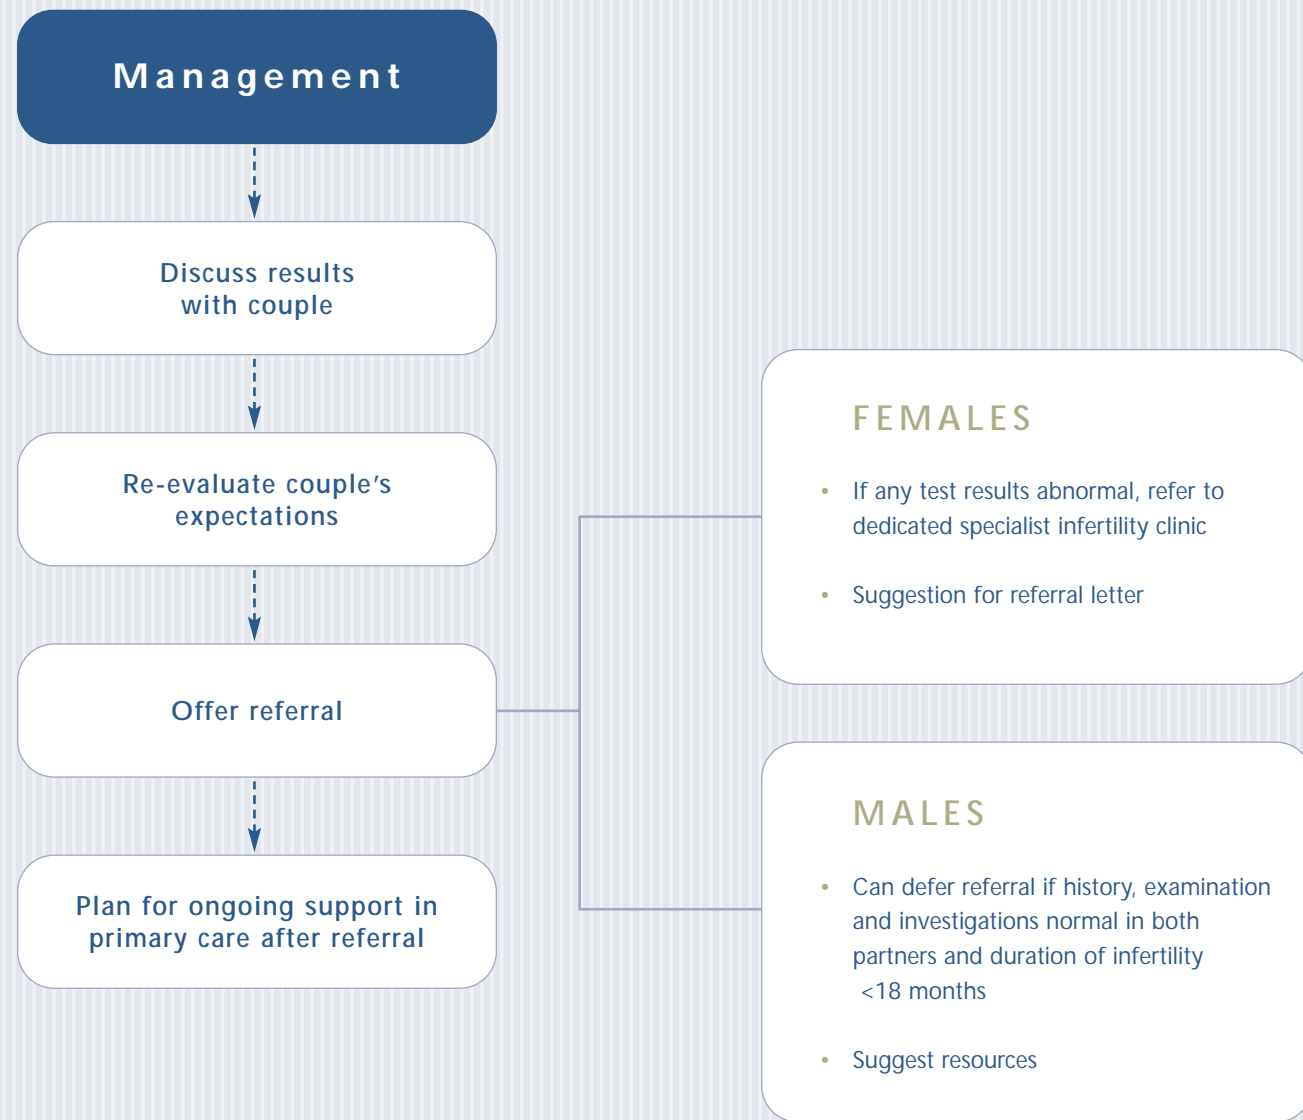 Management
Discuss results
with couple
Re-evaluate couple's
expectations
Offer referral
Plan for ongoing support in
primary care after referral
FEMALES
• If any test results abnormal, refer to
dedicated specialist infertility clinic
• Suggestion for referral letter
MALES
• Can defer referral if history, examination
and investigations normal in both
partners and duration of infertility
<18 months
• Suggest resources